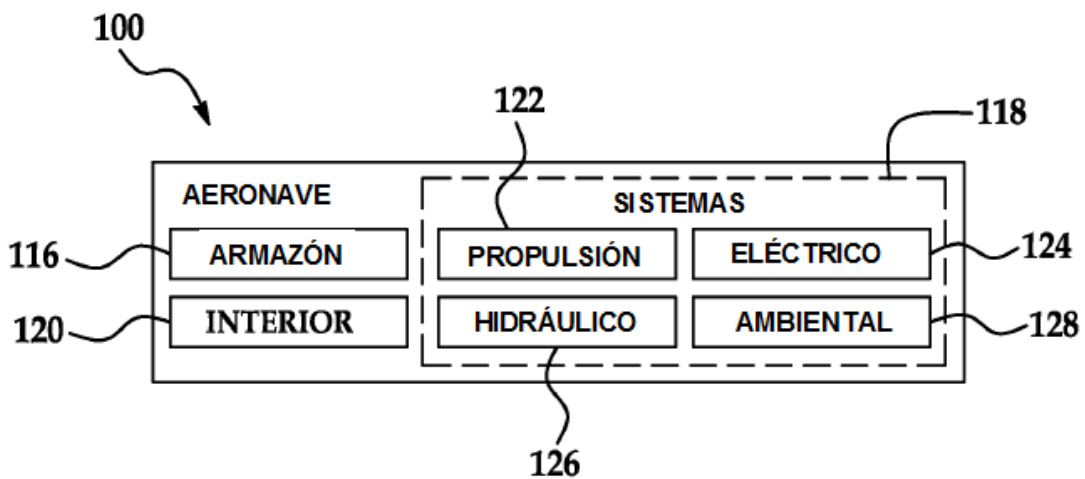 100
122
118
AERONAVE
SISTEMAS
116
ARMAZÓN
PROPULSIÓN
ELÉCTRICO
124
120
INTERIOR
HIDRÁULICO
AMBIENTAL
128
126